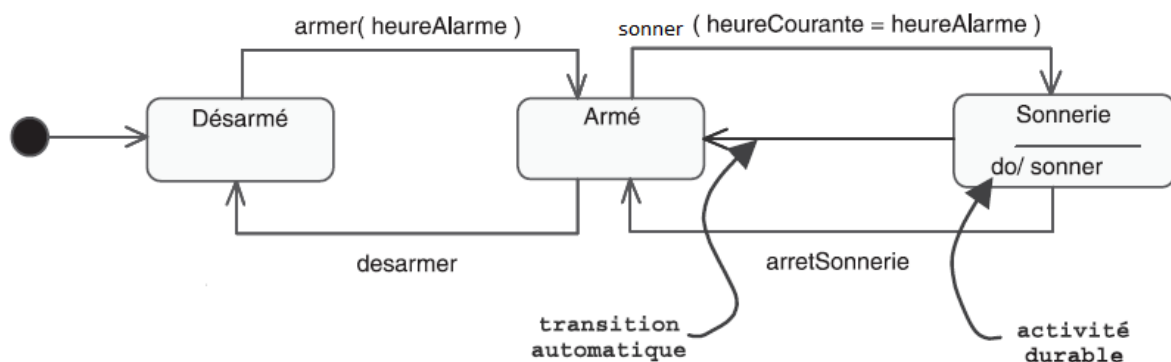 armer( heureAlarme )
sonner ( heureCourante = heureAlarme )
Désarmé
Armé
Sonnerie
do/ sonner
desarmer
arretSonnerie
transition
automatique
activité
durable